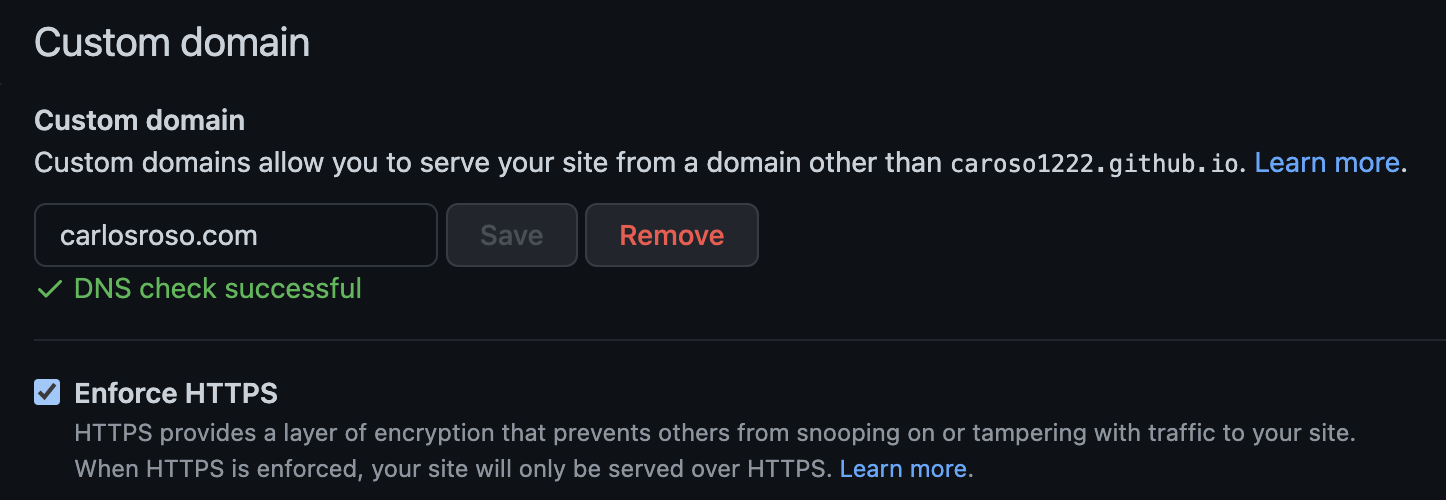 Custom domain
Custom domain
Custom domains allow you to serve your site from a domain other than caroso1222.github.io. Learn more.
carlosroso.com Save Remove
DNS check successful
Enforce HTTPS
HTTPS provides a layer of encryption that prevents others from snooping on or tampering with traffic to your site.
When HTTPS is enforced, your site will only be served over HTTPS. Learn more.